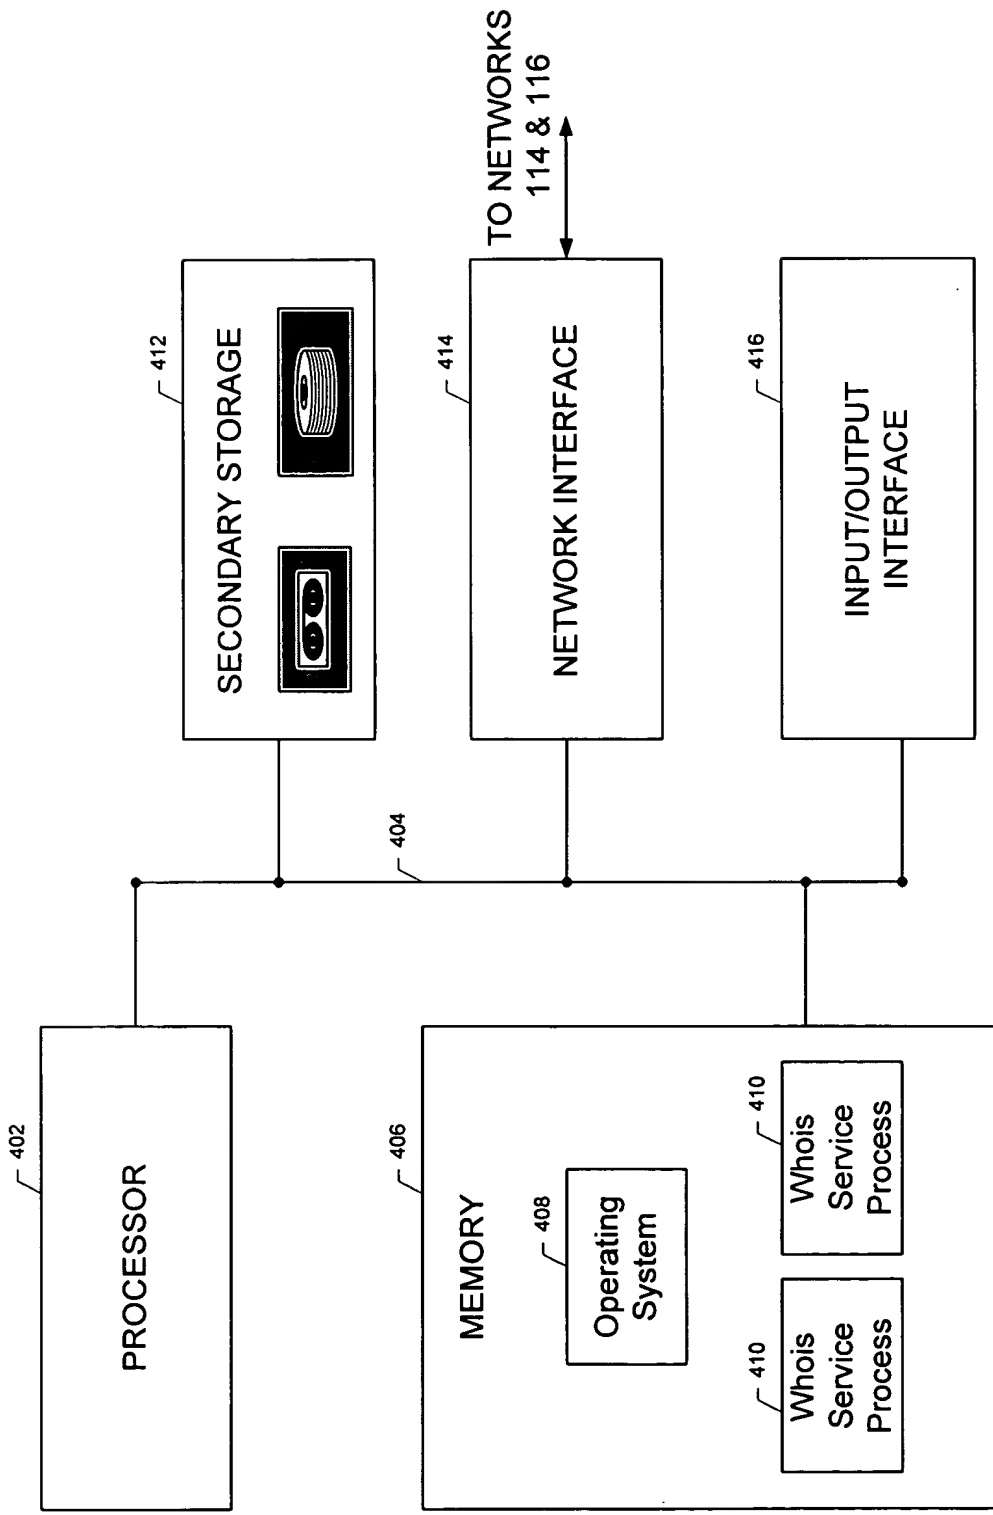 402
PROCESSOR
406
MEMORY
408
Operating
System
410
Whois
Service
Process
410
Whois
Service
Process
404
412
SECONDARY STORAGE
414
NETWORK INTERFACE
TO NETWORKS
114 & 116
416
INPUT/OUTPUT
INTERFACE